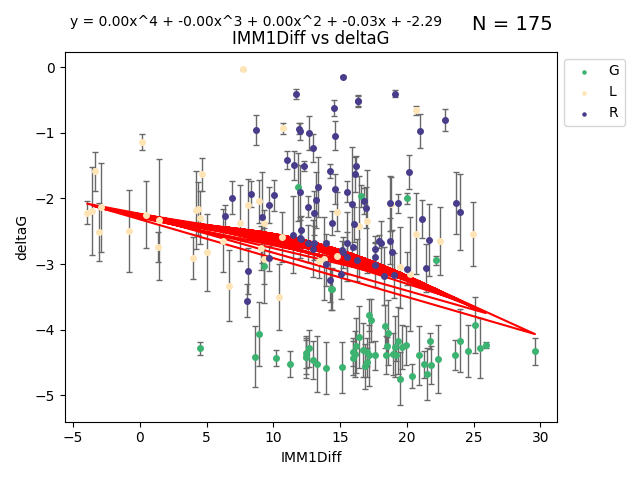 y = 0.00x^4 + -0.00x^3 + 0.00x^2 + -0.03x + -2.29
N = 175
IMM1Diff vs deltaG
G
L
R
deltaG
0
−1
−2
−3
−4
−5
−5
0
5
10
15
20
25
30
IMM1Diff